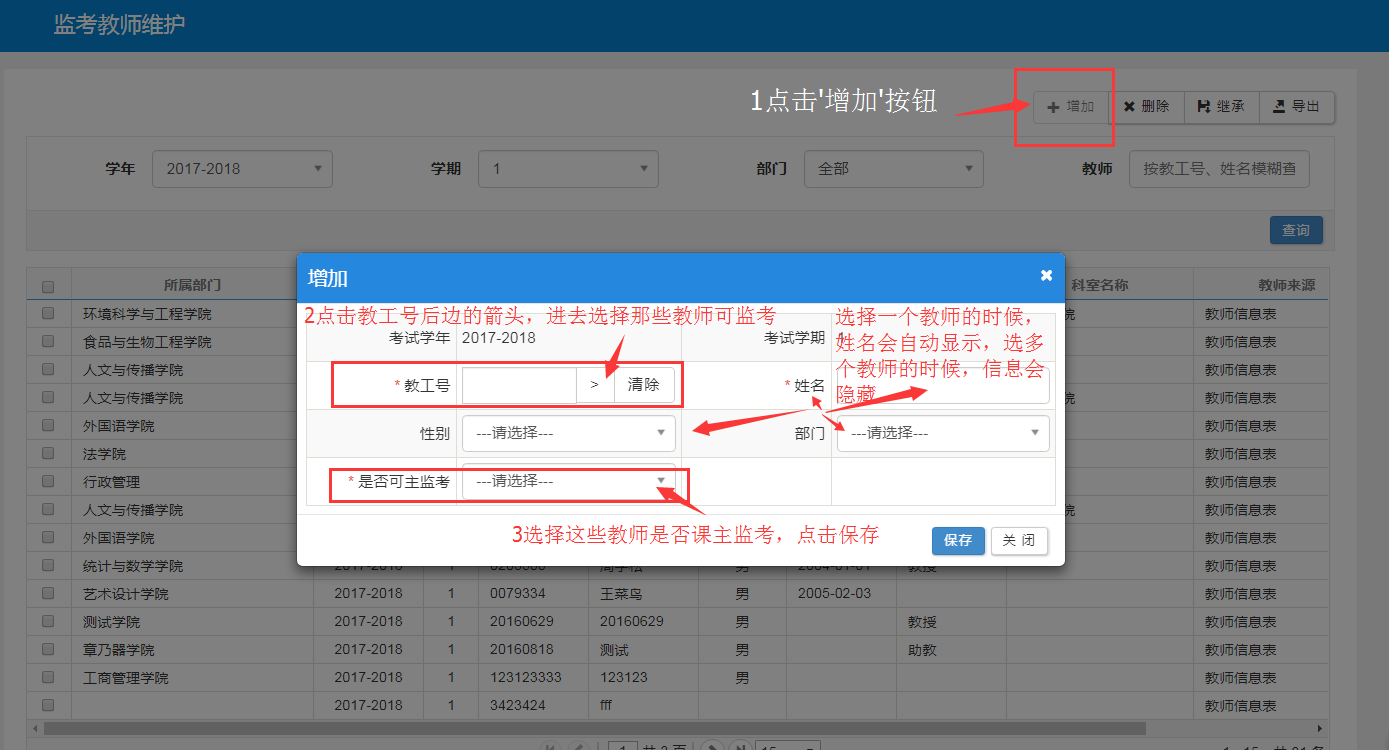 监考教师维护
1点击'增加'按钮
增加 删除 继承 导出
学年 2017-2018 学期 1 部门 全部 教师 按教工号、姓名模糊查
查询
所属部门 科室名称 教师来源
环境科学与工程学院 院 教师信息表
食品与生物工程学院 教师信息表
人文与传播学院 教师信息表
人文与传播学院 院 教师信息表
外国语学院 教师信息表
法学院 教师信息表
行政管理 教师信息表
人文与传播学院 院 教师信息表
外国语学院 教师信息表
统计与数学学院 教师信息表
艺术设计学院 2017-2018 1 0079334 王菜鸟 男 2005-02-03 教师信息表
测试学院 2017-2018 1 20160629 20160629 男 教授 教师信息表
章乃器学院 2017-2018 1 20160818 测试 男 助教 教师信息表
工商管理学院 2017-2018 1 123123333 123123 男 教师信息表
2017-2018 1 3423424 fff 教师信息表
增加
2点击教工号后边的箭头，进去选择那些教师可监考
选择一个教师的时候，
姓名会自动显示，选多
个教师的时候，信息会
隐藏
考试学年 2017-2018 考试学期
* 教工号 > 清除 * 姓名
性别 ---请选择--- 部门 ---请选择---
* 是否可主监考 ---请选择---
3选择这些教师是否课主监考，点击保存
保存 关 闭